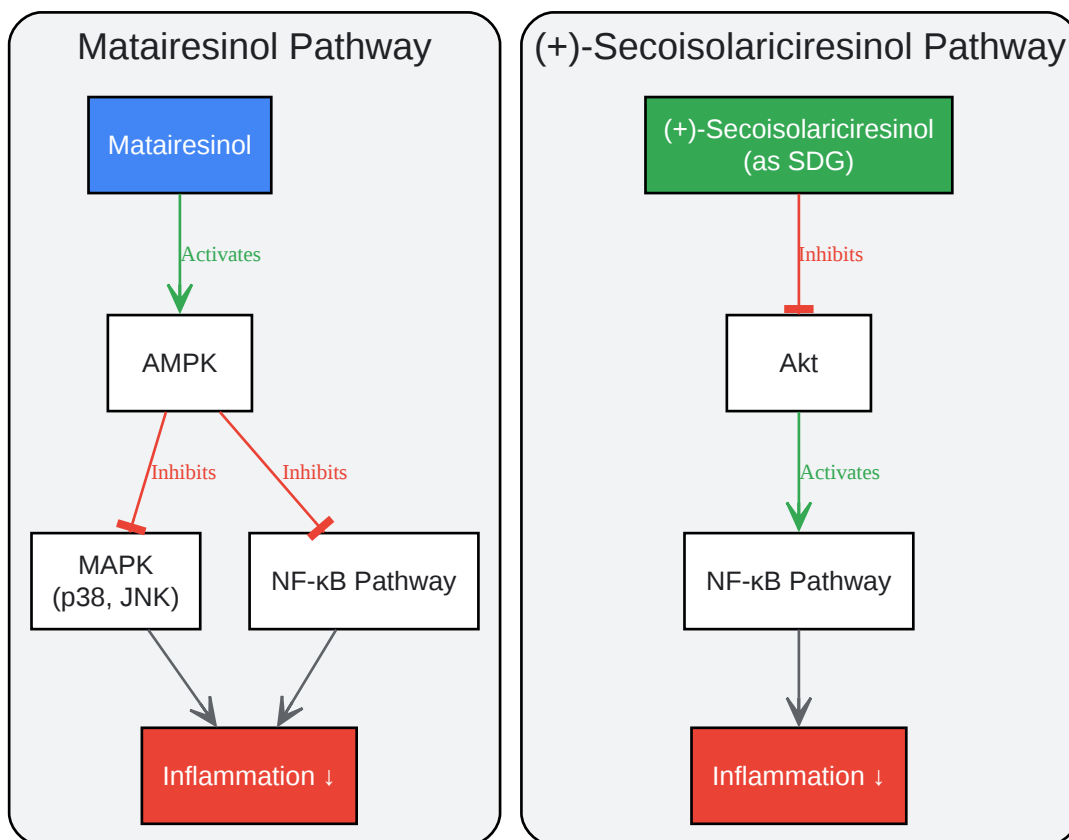 Matairesinol Pathway
Matairesinol
Activates
AMPK
Inhibits
Inhibits
MAPK
(p38, JNK)
NF-κB Pathway
Inflammation ↓
(+)-Secoisolariciresinol Pathway
(+)-Secoisolariciresinol
(as SDG)
Inhibits
Akt
Activates
NF-κB Pathway
Inflammation ↓